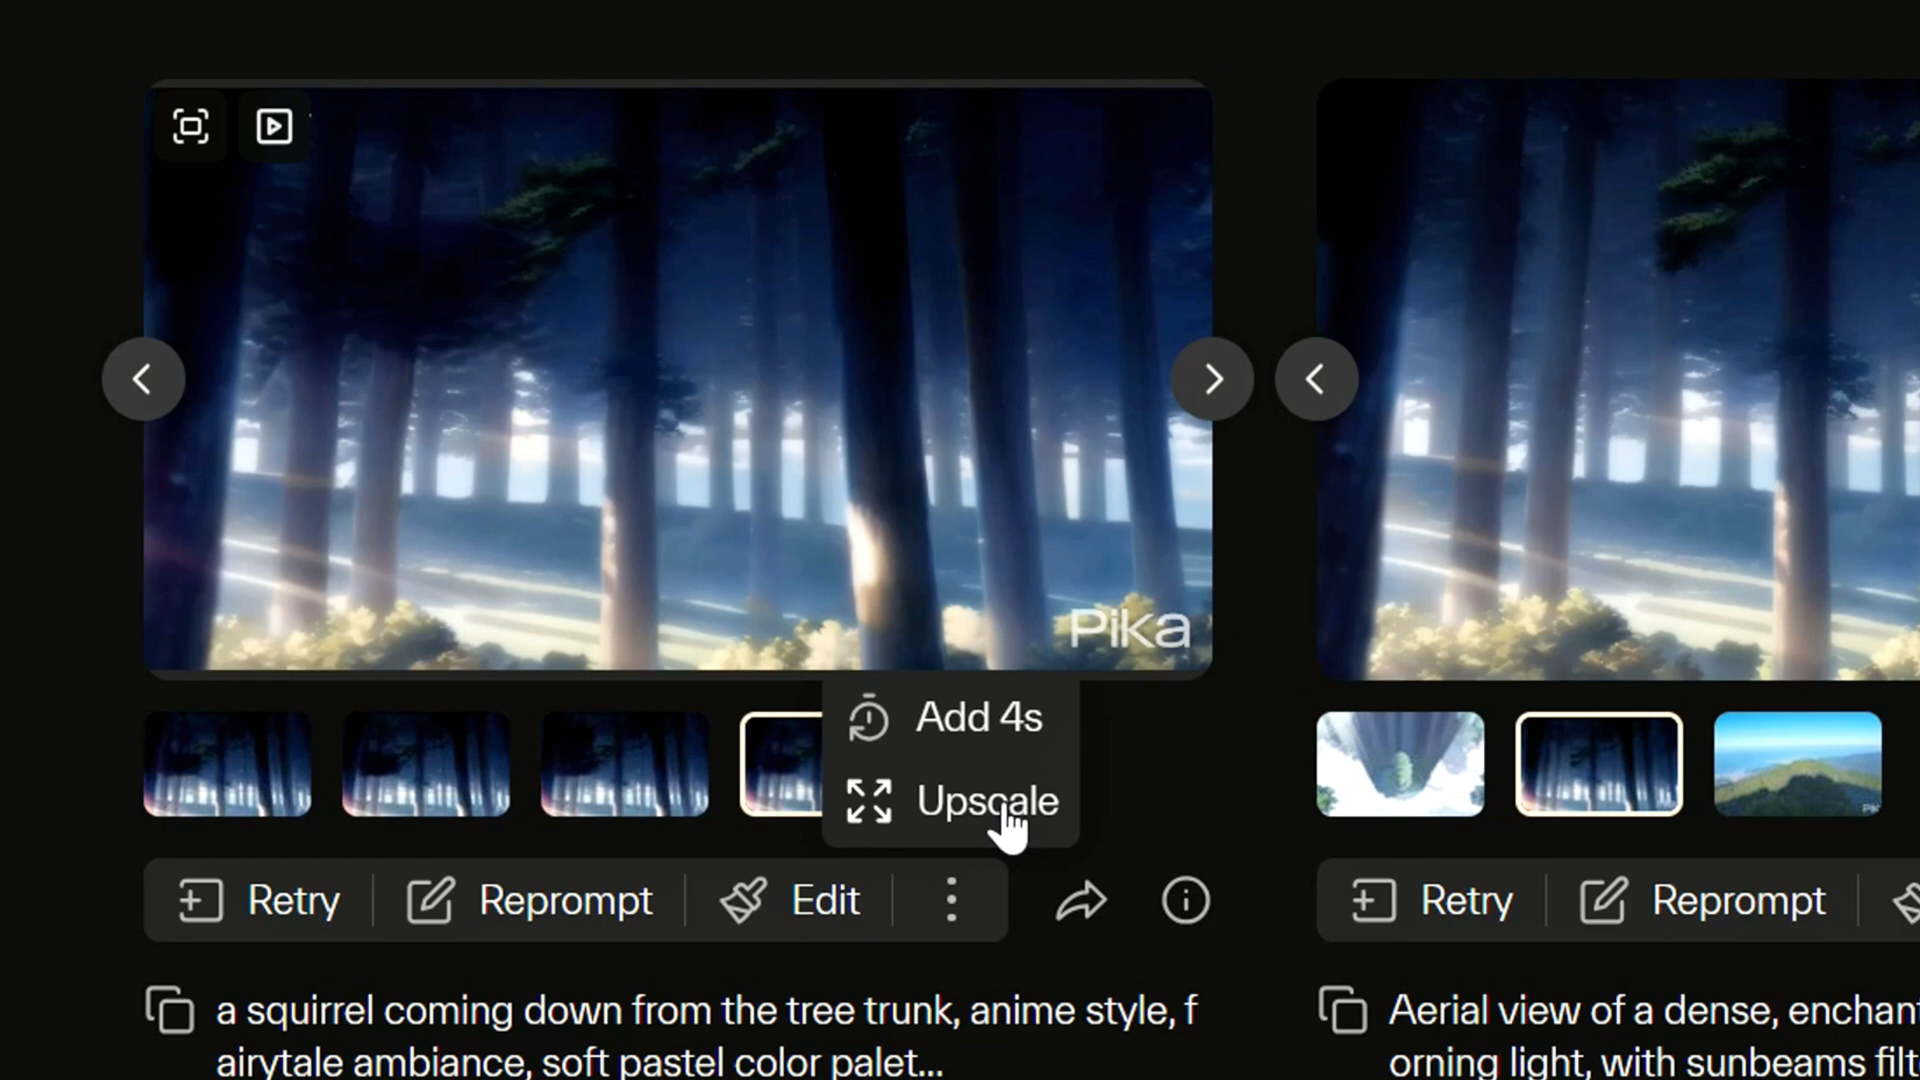 Pika
Add 4s
Upscale
Retry
Reprompt
Edit
a squirrel coming down from the tree trunk, anime style, f
airytale ambiance, soft pastel color palet...
Retry
Reprompt
Aerial view of a dense, enchant
orning light, with sunbeams filt